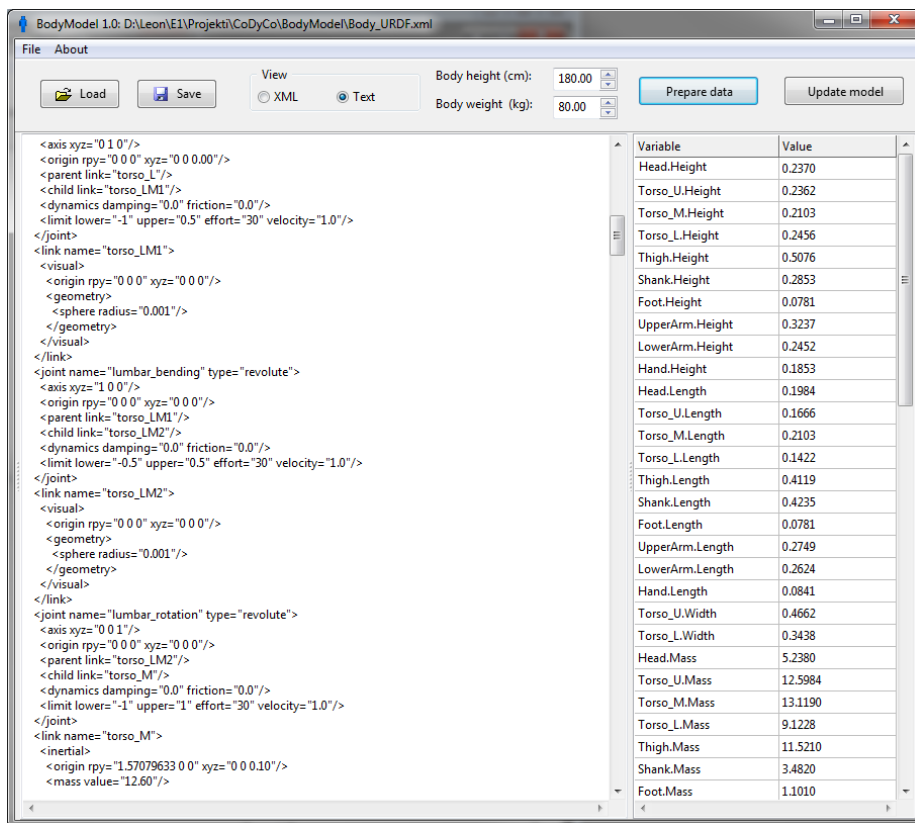 BodyModel 1.0: D:\Leon\E1\Projekti\CoDyCo\BodyModel\Body_URDF.xml
File About
Load Save View XML Text Body height (cm): 180.00 Prepare data Update model
Body weight (kg): 80.00
<axis xyz="0 1 0"/>
<origin rpy="0 0 0" xyz="0 0 0.00"/>
<parent link="torso_L"/>
<child link="torso_LM1"/>
<dynamics damping="0.0" friction="0.0"/>
<limit lower="-1" upper="0.5" effort="30" velocity="1.0"/>
</joint>
<link name="torso_LM1">
<visual>
<origin rpy="0 0 0" xyz="0 0 0"/>
<geometry>
<sphere radius="0.001"/>
</geometry>
</visual>
</link>
<joint name="lumbar_bending" type="revolute">
<axis xyz="1 0 0"/>
<origin rpy="0 0 0" xyz="0 0 0"/>
<parent link="torso_LM1"/>
<child link="torso_LM2"/>
<dynamics damping="0.0" friction="0.0"/>
<limit lower="-0.5" upper="0.5" effort="30" velocity="1.0"/>
</joint>
<link name="torso_LM2">
<visual>
<origin rpy="0 0 0" xyz="0 0 0"/>
<geometry>
<sphere radius="0.001"/>
</geometry>
</visual>
</link>
<joint name="lumbar_rotation" type="revolute">
<axis xyz="0 0 1"/>
<origin rpy="0 0 0" xyz="0 0 0"/>
<parent link="torso_LM2"/>
<child link="torso_M"/>
<dynamics damping="0.0" friction="0.0"/>
<limit lower="-1" upper="1" effort="30" velocity="1.0"/>
</joint>
<link name="torso_M">
<inertial>
<origin rpy="1.57079633 0 0" xyz="0 0 0.10"/>
<mass value="12.60"/>
Variable Value
Head.Height 0.2370
Torso_U.Height 0.2362
Torso_M.Height 0.2103
Torso_L.Height 0.2456
Thigh.Height 0.5076
Shank.Height 0.2853
Foot.Height 0.0781
UpperArm.Height 0.3237
LowerArm.Height 0.2452
Hand.Height 0.1853
Head.Length 0.1984
Torso_U.Length 0.1666
Torso_M.Length 0.2103
Torso_L.Length 0.1422
Thigh.Length 0.4119
Shank.Length 0.4235
Foot.Length 0.0781
UpperArm.Length 0.2749
LowerArm.Length 0.2624
Hand.Length 0.0841
Torso_U.Width 0.4662
Torso_L.Width 0.3438
Head.Mass 5.2380
Torso_U.Mass 12.5984
Torso_M.Mass 13.1190
Torso_L.Mass 9.1228
Thigh.Mass 11.5210
Shank.Mass 3.4820
Foot.Mass 1.1010